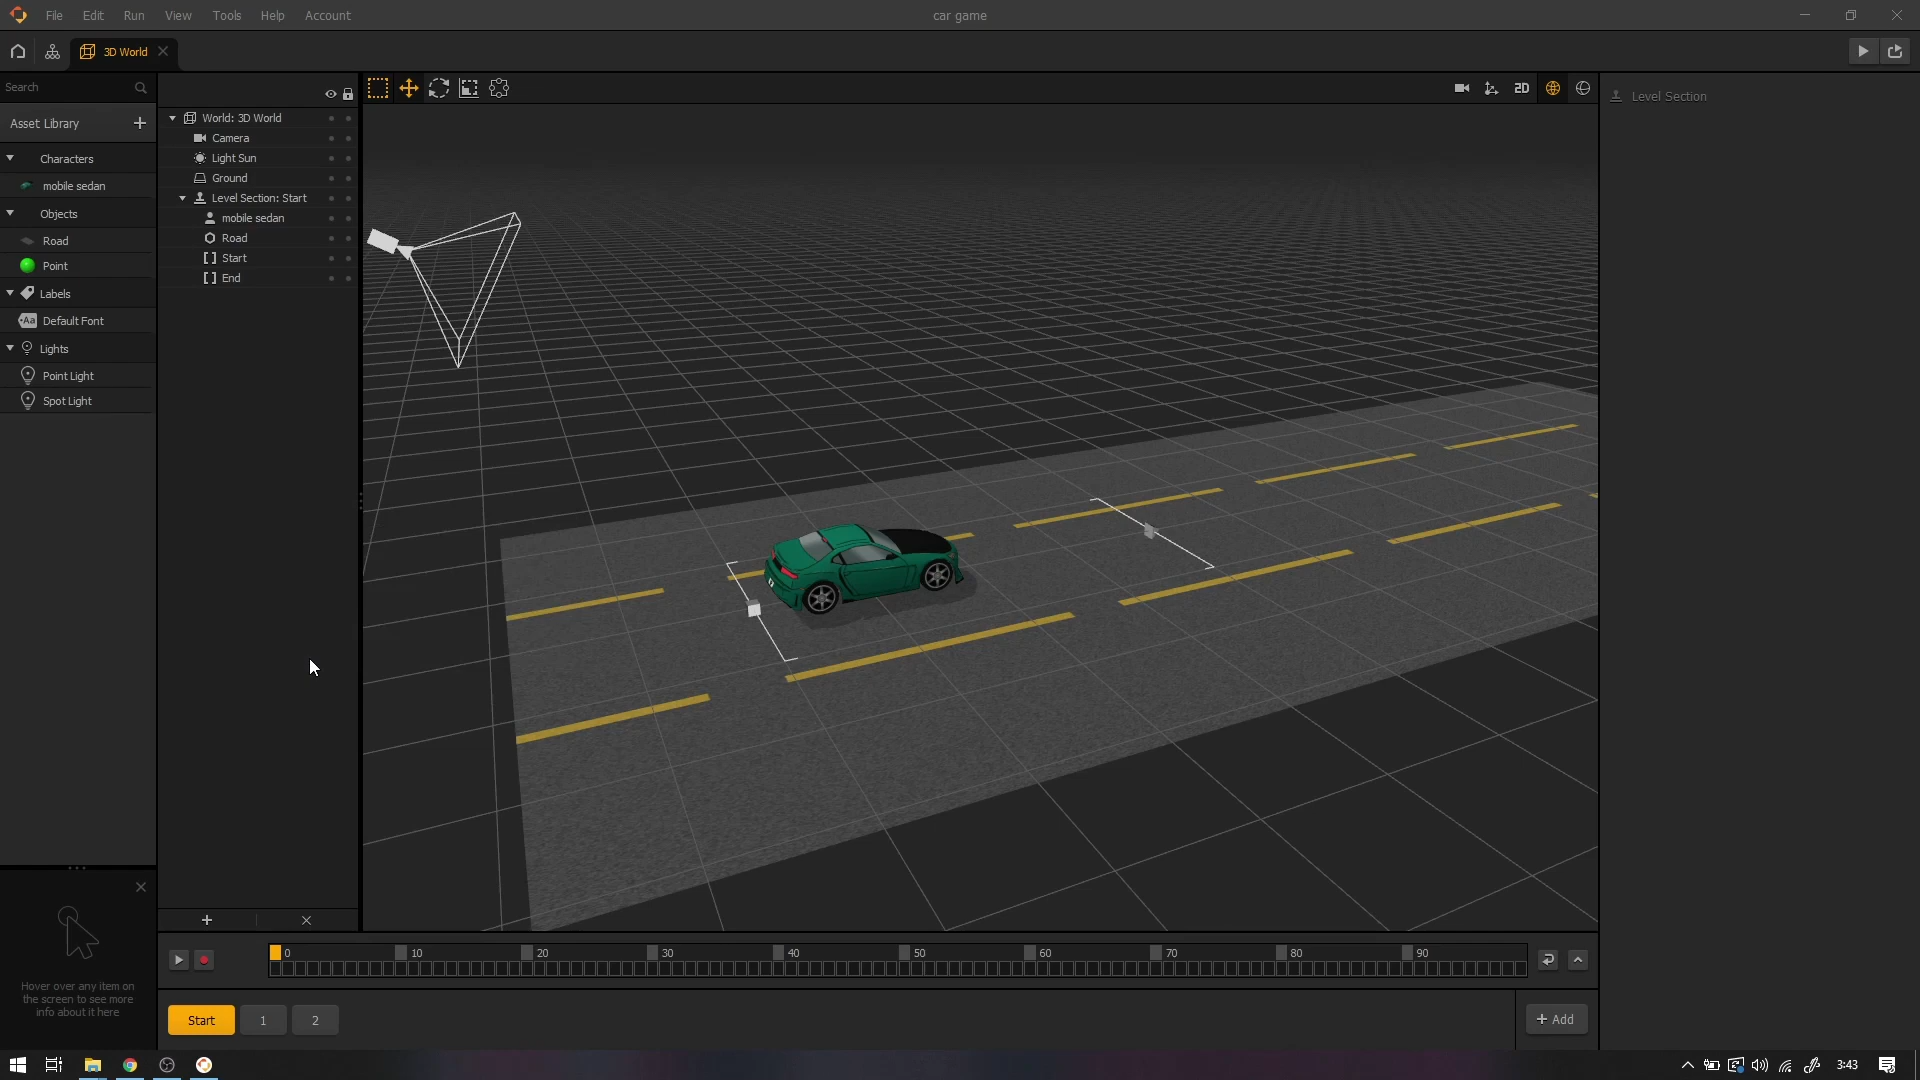 File Edit Run View Tools Help Account
car game
3D World
Search
Asset Library
Characters
mobile sedan
Objects
Road
Point
Labels
Aa Default Font
Lights
Point Light
Spot Light
World: 3D World
Camera
Light Sun
Ground
Level Section: Start
mobile sedan
Road
Start
End
2D
Level Section
Hover over any item on
the screen to see more
info about it here
0 10 20 30 40 50 60 70 80 90
Start 1 2
Add
3:43